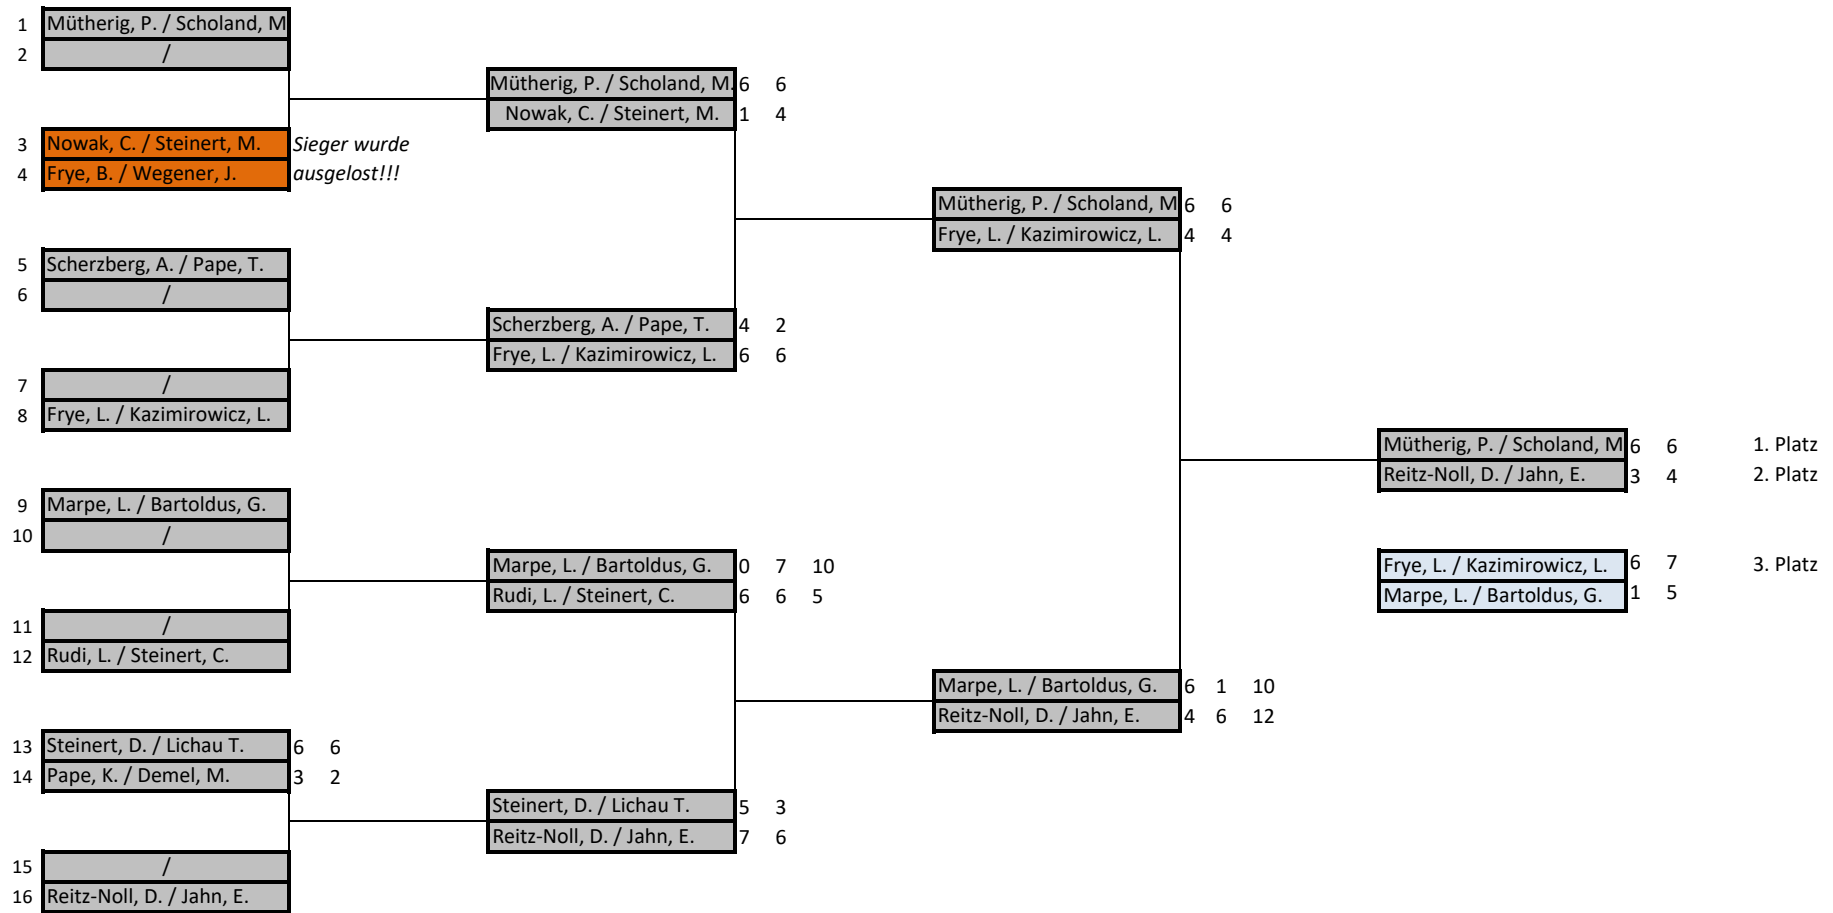 1 Mütherig, P. / Scholand, M
2 /
Mütherig, P. / Scholand, M. 6 6
Nowak, C. / Steinert, M. 1 4
3 Nowak, C. / Steinert, M. Sieger wurde
4 Frye, B. / Wegener, J. ausgelost!!!
Mütherig, P. / Scholand, M 6 6
Frye, L. / Kazimirowicz, L. 4 4
5 Scherzberg, A. / Pape, T.
6 /
Scherzberg, A. / Pape, T. 4 2
Frye, L. / Kazimirowicz, L. 6 6
7 /
8 Frye, L. / Kazimirowicz, L.
Mütherig, P. / Scholand, M 6 6 1. Platz
Reitz-Noll, D. / Jahn, E. 3 4 2. Platz
9 Marpe, L. / Bartoldus, G.
10 /
Marpe, L. / Bartoldus, G. 0 7 10
Rudi, L. / Steinert, C. 6 6 5
Frye, L. / Kazimirowicz, L. 6 7 3. Platz
Marpe, L. / Bartoldus, G. 1 5
11 /
12 Rudi, L. / Steinert, C.
Marpe, L. / Bartoldus, G. 6 1 10
Reitz-Noll, D. / Jahn, E. 4 6 12
13 Steinert, D. / Lichau T. 6 6
14 Pape, K. / Demel, M. 3 2
Steinert, D. / Lichau T. 5 3
Reitz-Noll, D. / Jahn, E. 7 6
15 /
16 Reitz-Noll, D. / Jahn, E.